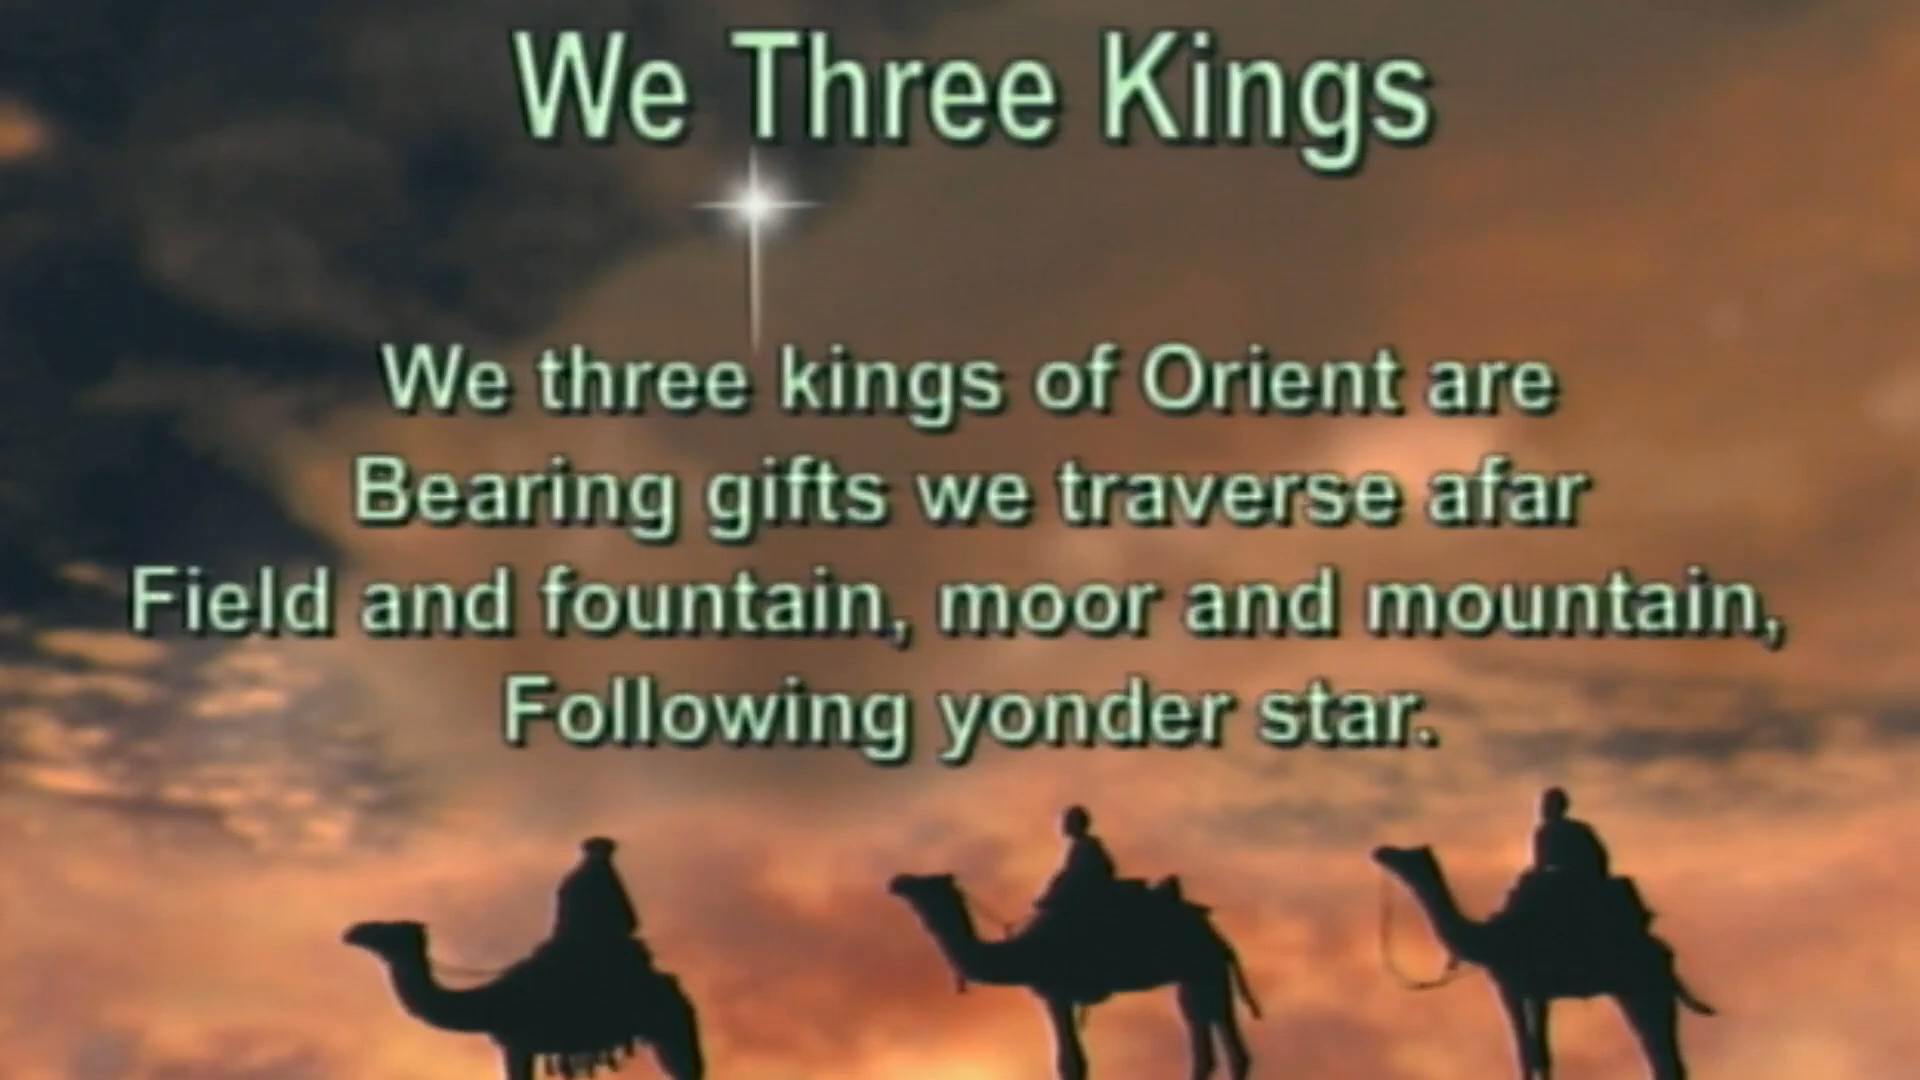 We Three Kings
We three kings of Orient are
Bearing gifts we traverse afar
Field and fountain, moor and mountain,
Following yonder star.